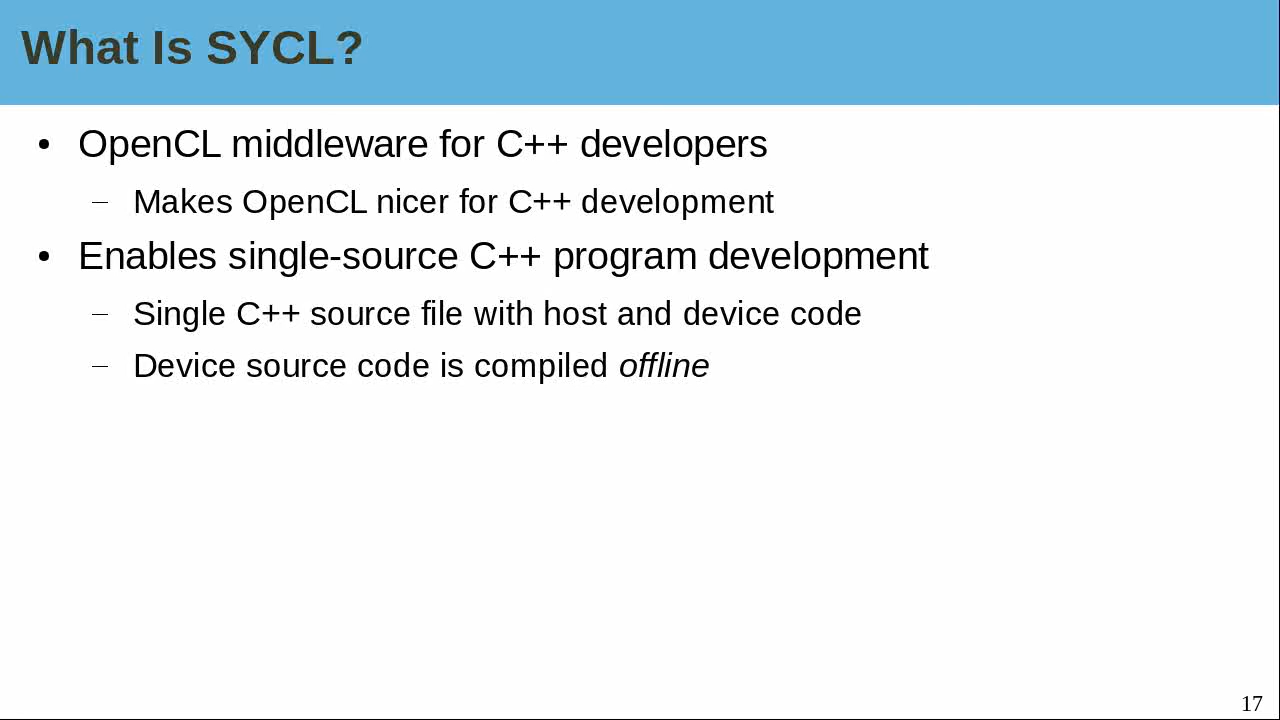 What Is SYCL?
• OpenCL middleware for C++ developers
– Makes OpenCL nicer for C++ development
• Enables single-source C++ program development
– Single C++ source file with host and device code
– Device source code is compiled offline
17